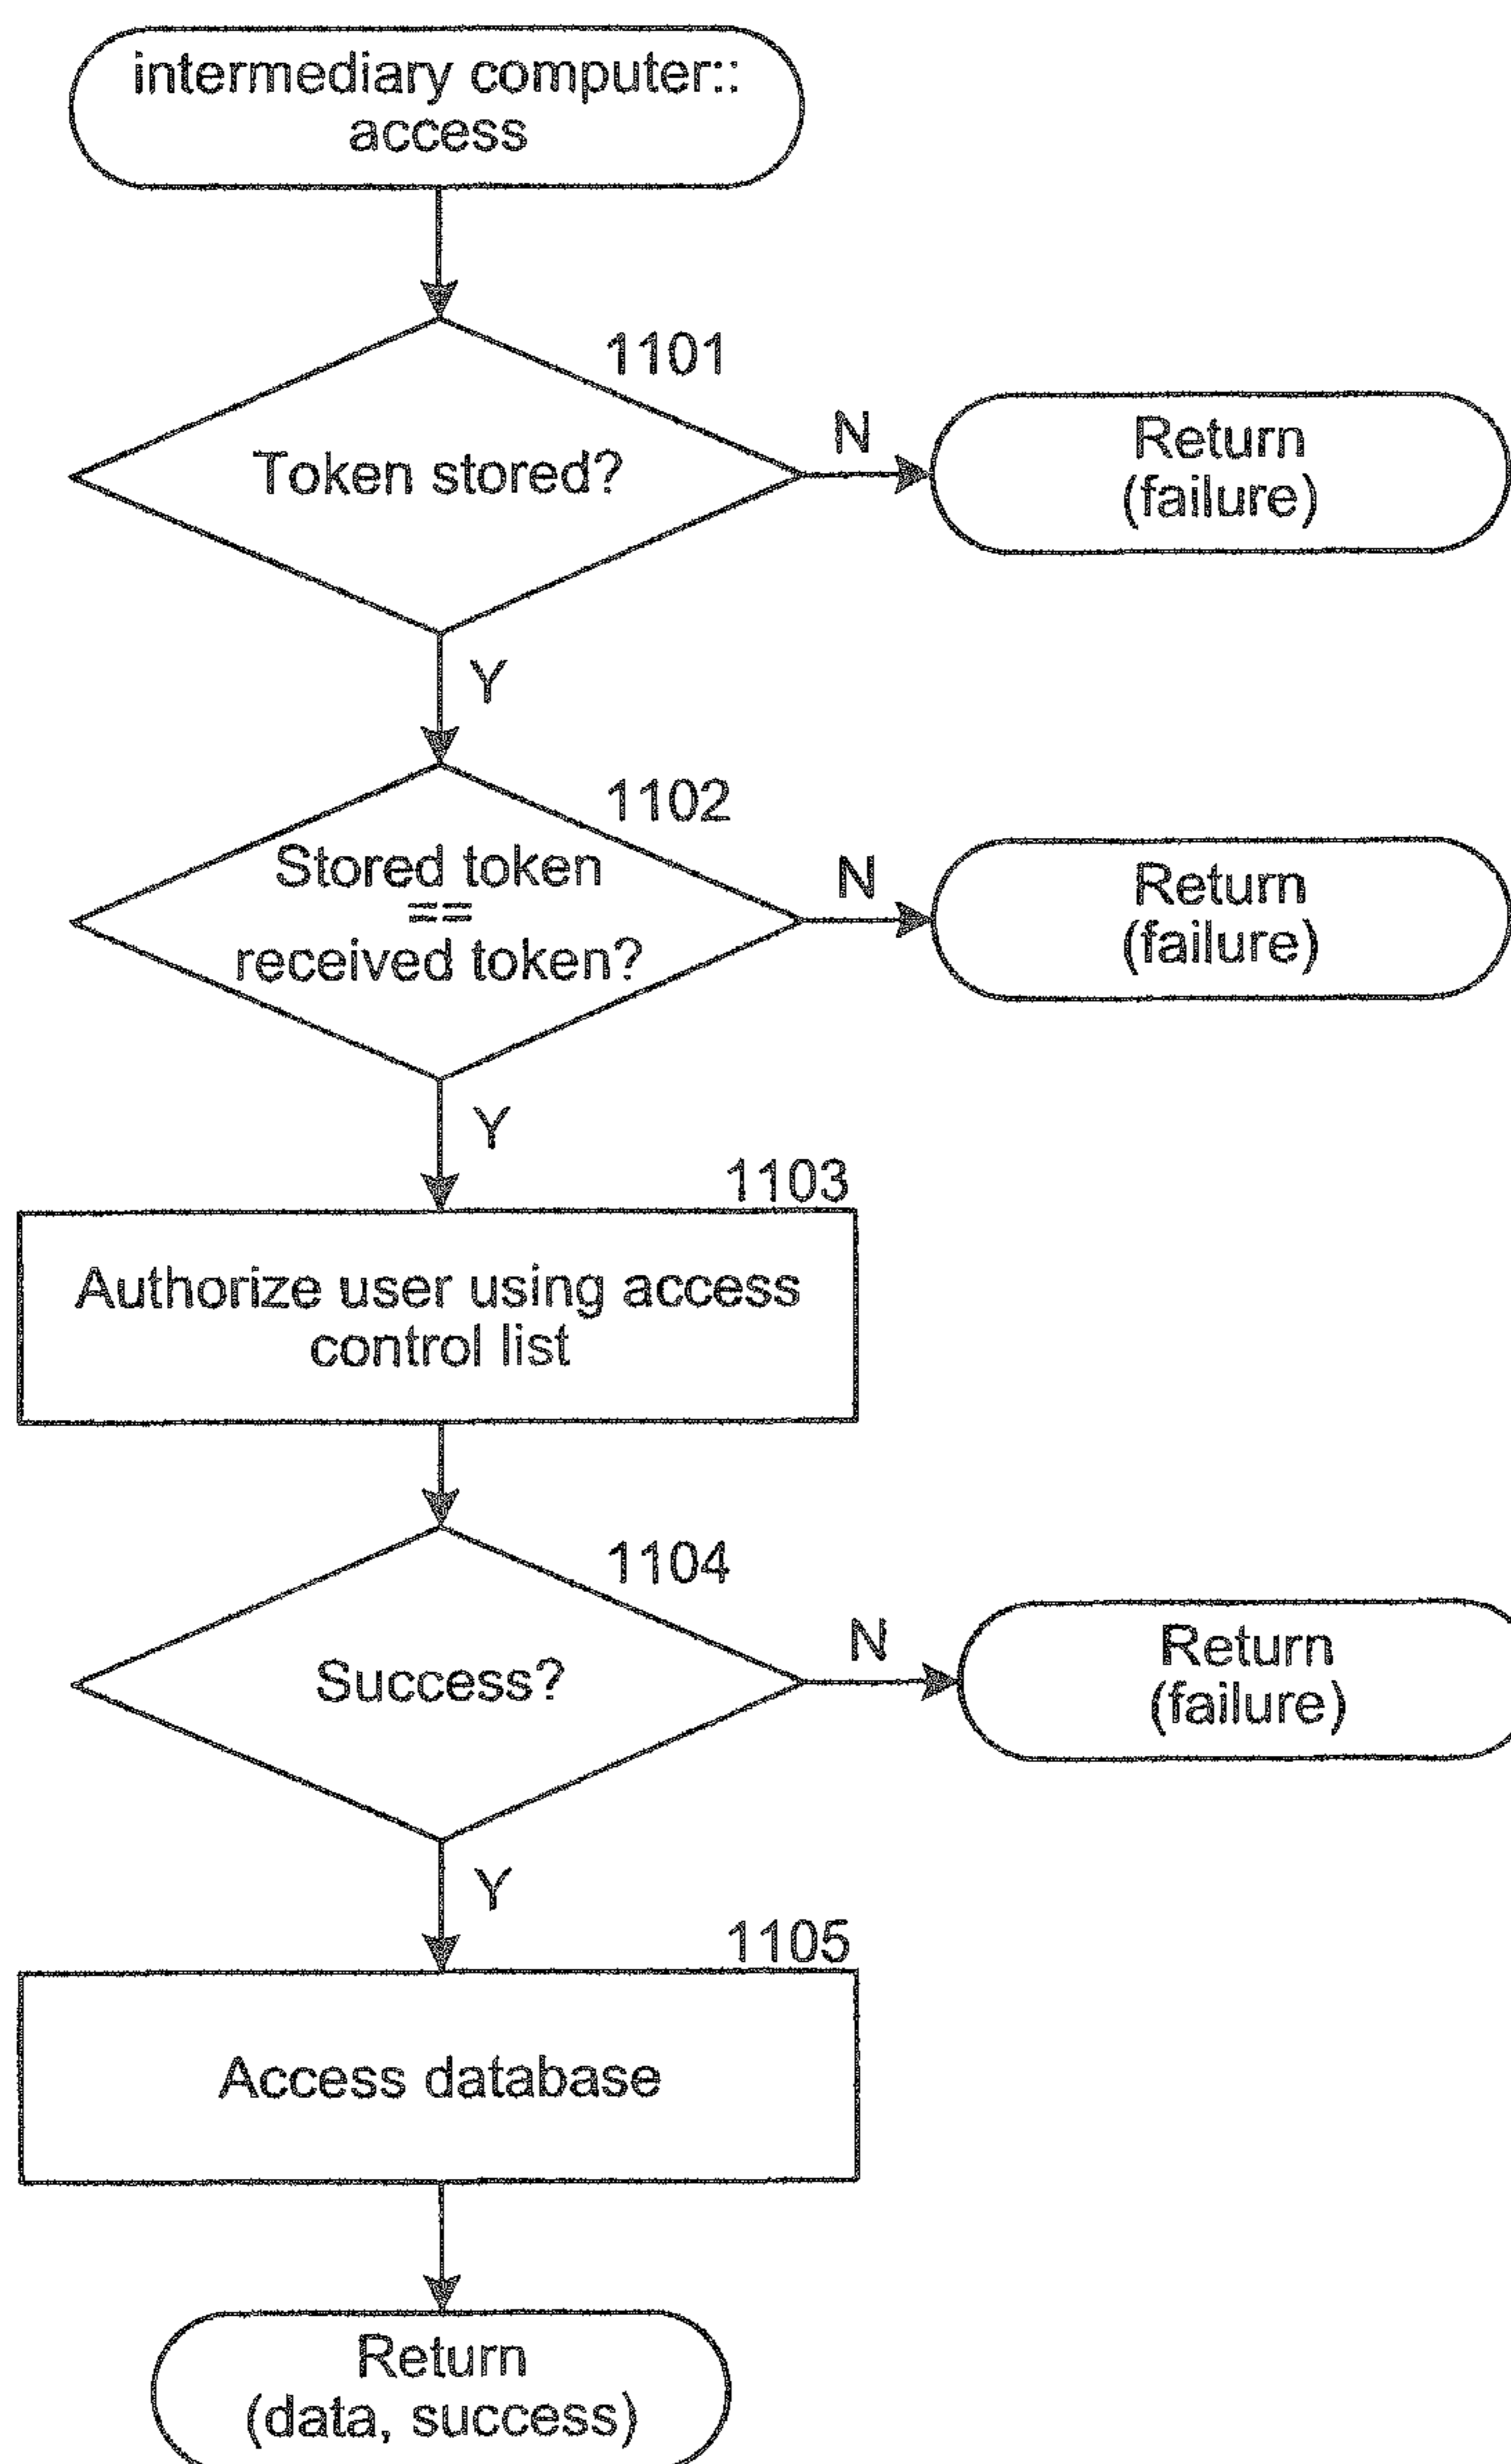 intermediary computer::
access
1101
Token stored?
N
Return
(failure)
Y
1102
Stored token
==
received token?
N
Return
(failure)
Y
1103
Authorize user using access
control list
1104
Success?
N
Return
(failure)
Y
1105
Access database
Return
(data, success)